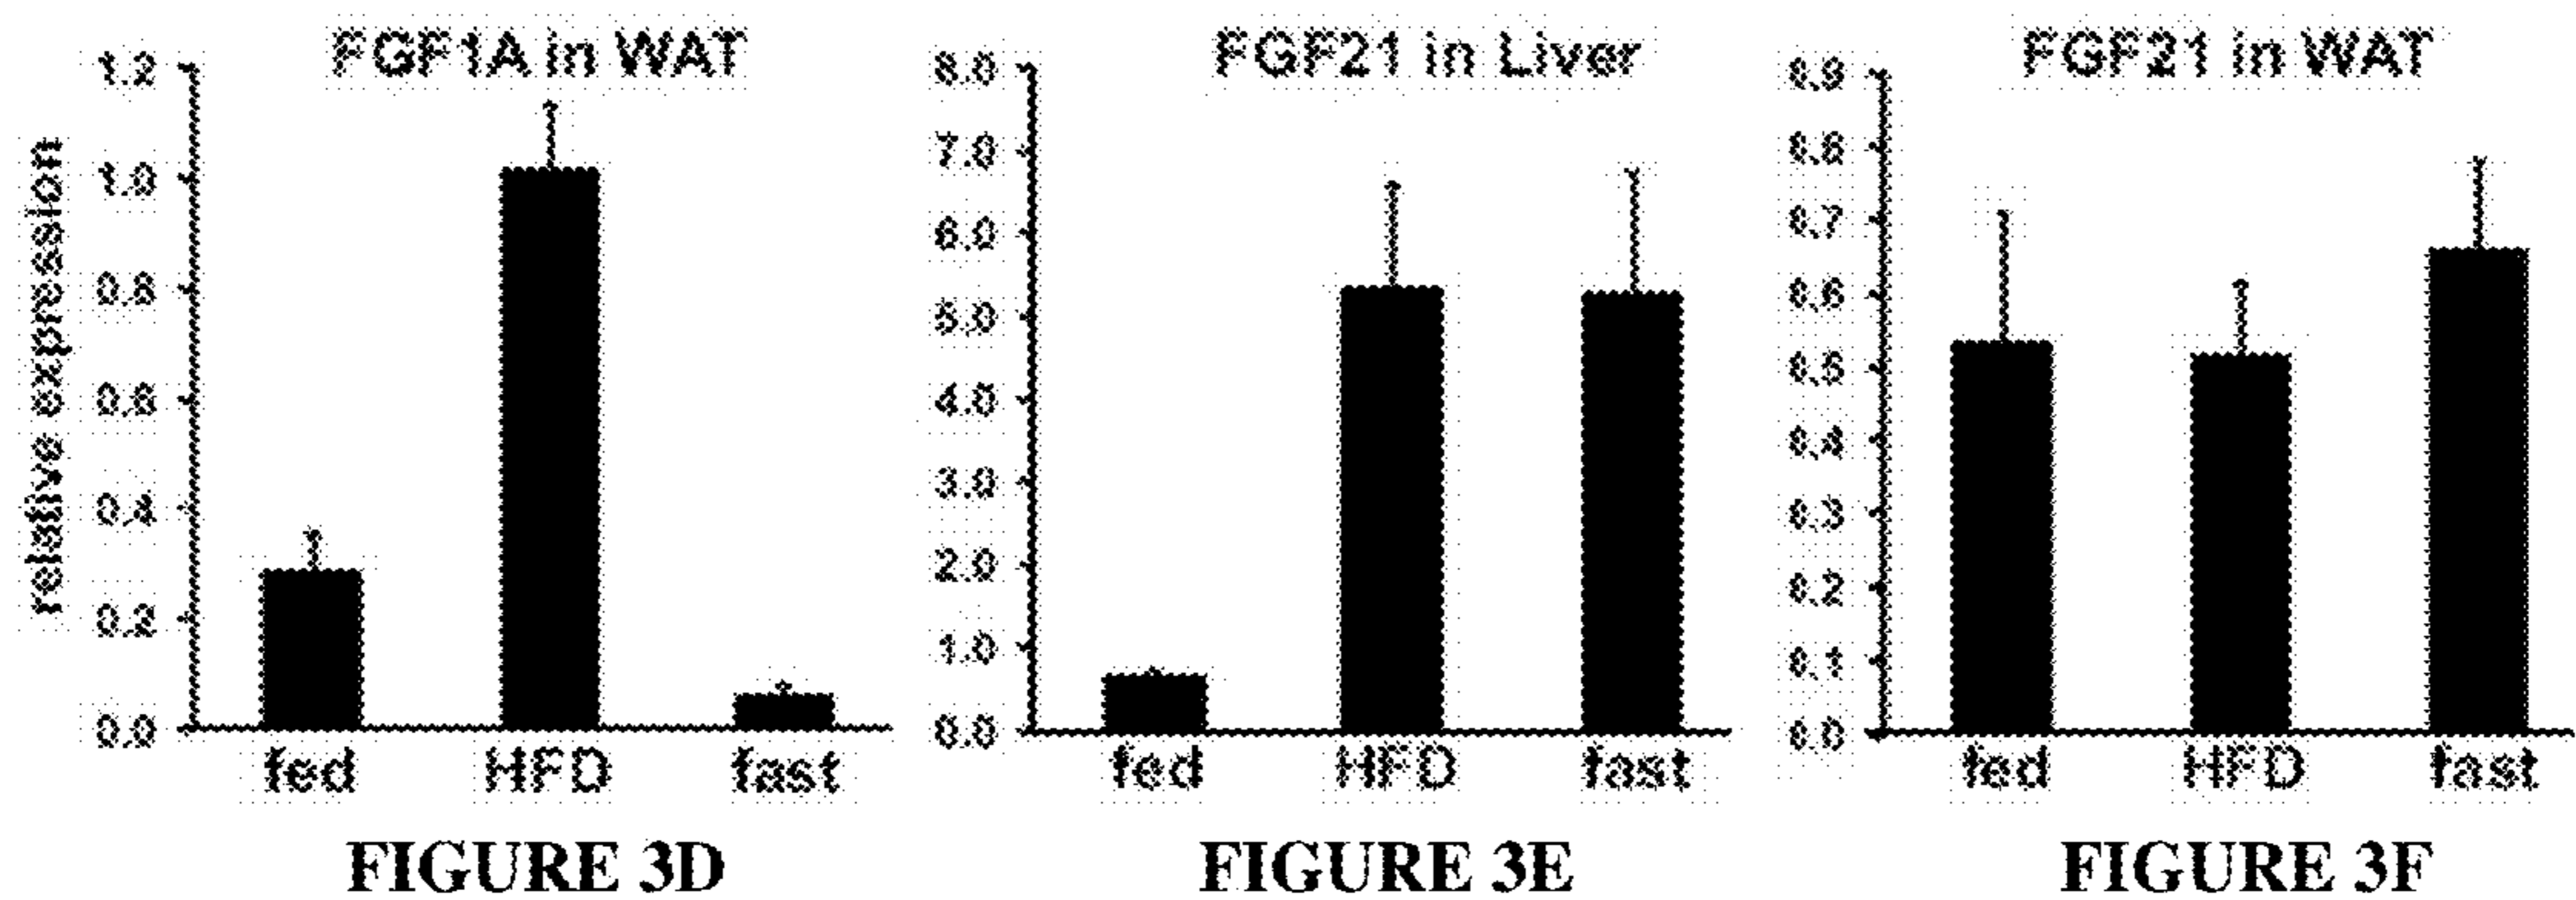 FGF1A in WAT
relative expression
1.2
1.0
0.8
0.6
0.4
0.2
0.0
fed HFD fast
FIGURE 3D
FGF21 in Liver
8.0
7.0
6.0
5.0
4.0
3.0
2.0
1.0
0.0
fed HFD fast
FIGURE 3E
FGF21 in WAT
0.9
0.8
0.7
0.6
0.5
0.4
0.3
0.2
0.1
0.0
fed HFD fast
FIGURE 3F